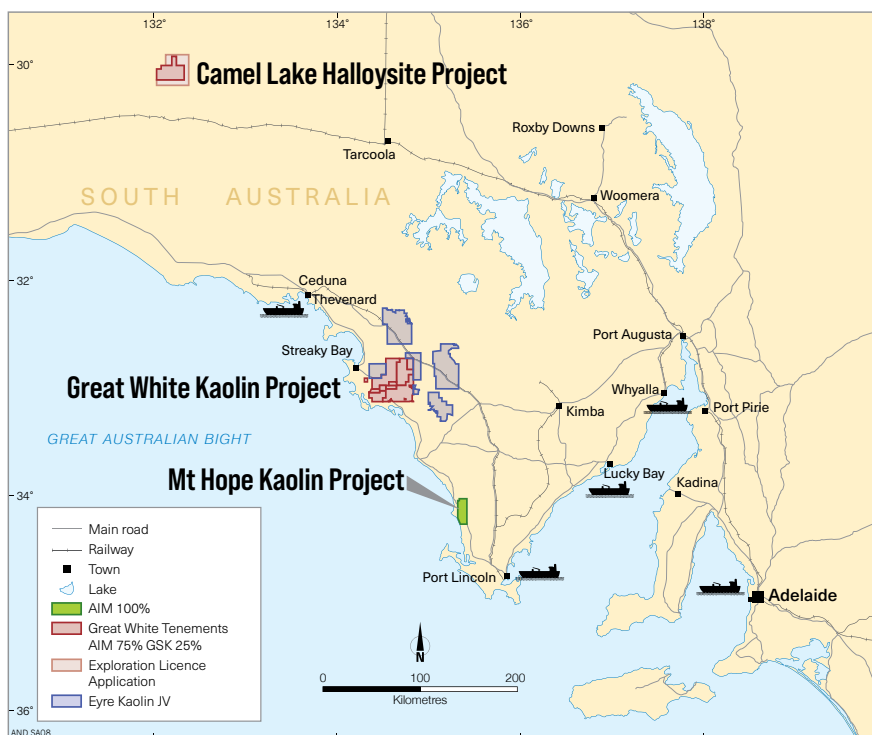 132°
134°
136°
138°
30°
Camel Lake Halloysite Project
Roxby Downs
Tarcoola
SOUTH AUSTRALIA
Woomera
32°
Ceduna
Thevenard
Port Augusta
Streaky Bay
Great White Kaolin Project
Whyalla
Kimba
Port Pirie
GREAT AUSTRALIAN BIGHT
Mt Hope Kaolin Project
Lucky Bay
Kadina
34°
Main road
Railway
Town
Lake
AIM 100%
Great White Tenements
AIM 75% GSK 25%
Exploration Licence
Application
Eyre Kaolin JV
Port Lincoln
Adelaide
N
0 100 200
Kilometres
36°
AND SA08